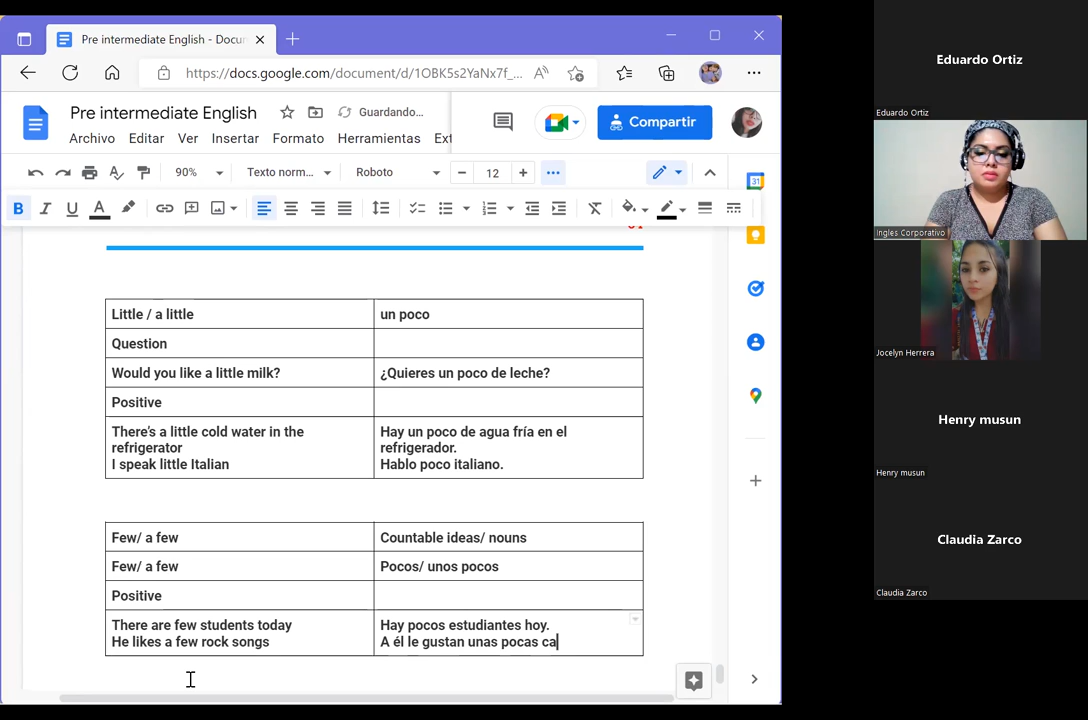 Pre intermediate English - Docu
https://docs.google.com/document/d/1OBK5s2YaNx7f_...
Pre intermediate English
Guardando...
Compartir
Archivo Editar Ver Insertar Formato Herramientas Ext
90% Texto norm... Roboto 12
Little / a little
un poco
Question
Would you like a little milk?
¿Quieres un poco de leche?
Positive
There's a little cold water in the
refrigerator
I speak little Italian
Hay un poco de agua fría en el
refrigerador.
Hablo poco italiano.
Few/ a few
Countable ideas/ nouns
Few/ a few
Pocos/ unos pocos
Positive
There are few students today
He likes a few rock songs
Hay pocos estudiantes hoy.
A él le gustan unas pocas ca
Eduardo Ortiz
Eduardo Ortiz
Ingles Corporativo
Jocelyn Herrera
Henry musun
Henry musun
Claudia Zarco
Claudia Zarco